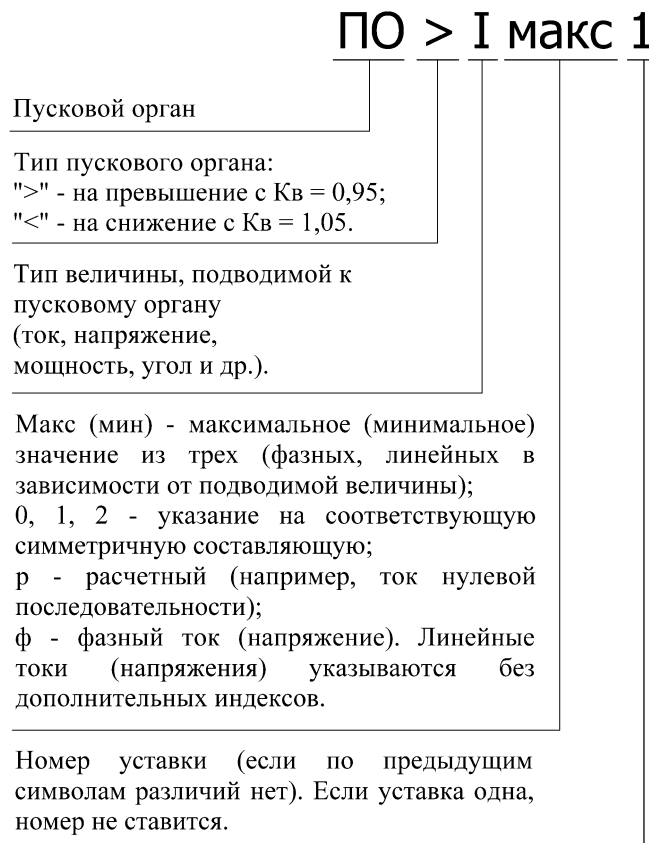 ПО > I макс 1
Пусковой орган
Тип пускового органа:
">" - на превышение с Кв = 0,95;
"<" - на снижение с Кв = 1,05.
Тип величины, подводимой к
пусковому органу
(ток, напряжение,
мощность, угол и др.).
Макс (мин) - максимальное (минимальное)
значение из трех (фазных, линейных в
зависимости от подводимой величины);
0, 1, 2 - указание на соответствующую
симметричную составляющую;
р - расчетный (например, ток нулевой
последовательности);
ф - фазный ток (напряжение). Линейные
токи (напряжения) указываются без
дополнительных индексов.
Номер уставки (если по предыдущим
символам различий нет). Если уставка одна,
номер не ставится.